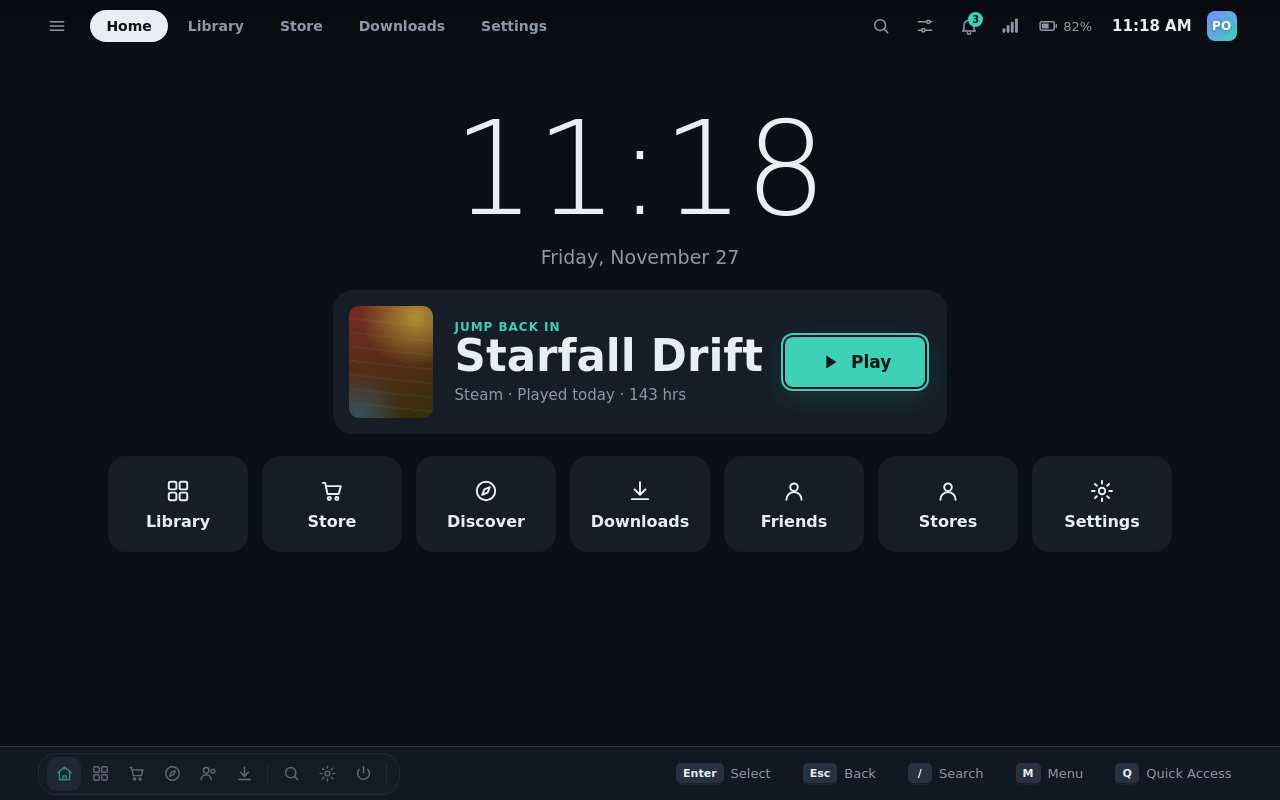 Home Library Store Downloads Settings 3 82% 11:18 AM PO
11:18
Friday, November 27
JUMP BACK IN
Starfall Drift
Steam · Played today · 143 hrs
Play
Library Store Discover Downloads Friends Stores Settings
Enter Select Esc Back / Search M Menu Q Quick Access